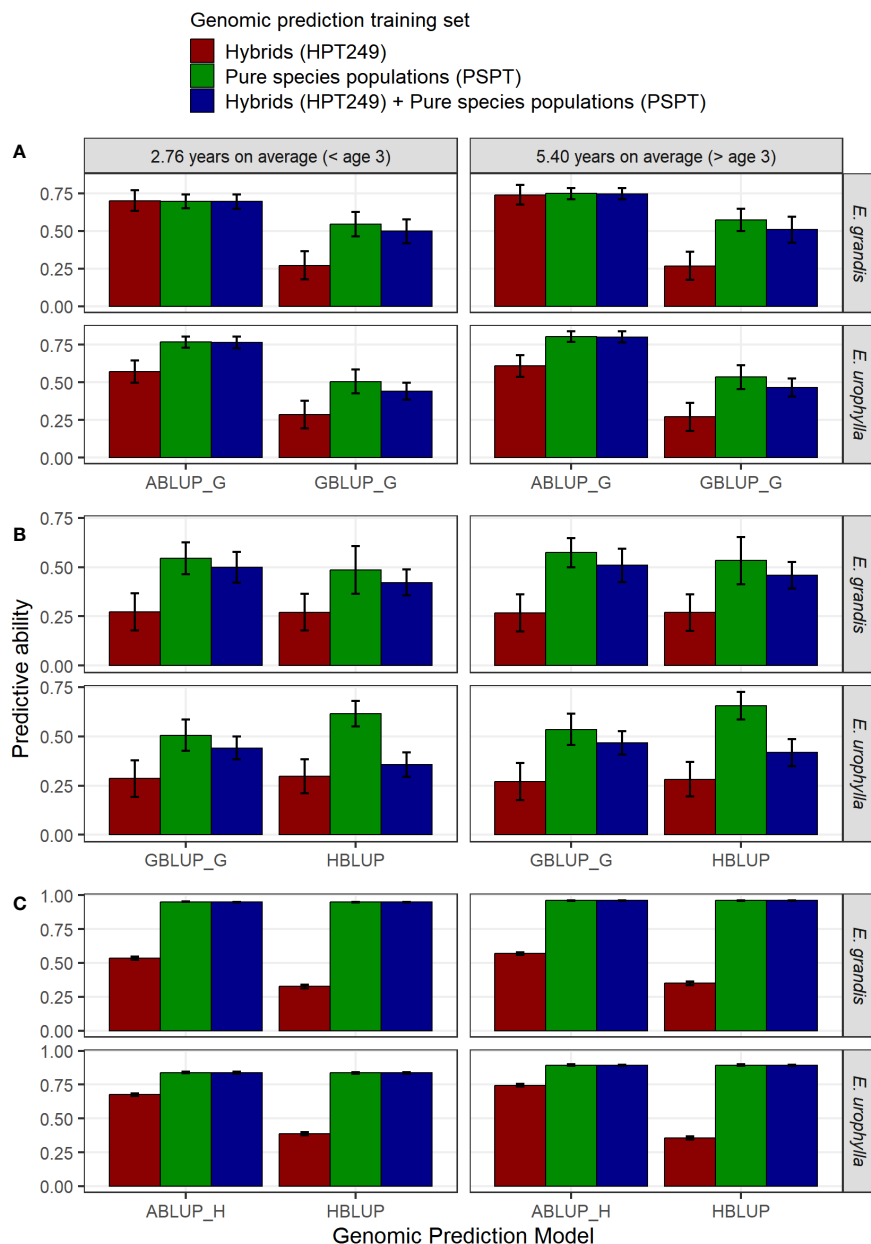 Genomic prediction training set
Hybrids (HPT249)
Pure species populations (PSPT)
Hybrids (HPT249) + Pure species populations (PSPT)
A
2.76 years on average (< age 3)
5.40 years on average (> age 3)
0.75
0.50
0.25
0.00
E. grandis
0.75
0.50
0.25
0.00
E. urophylla
ABLUP_G
GBLUP_G
ABLUP_G
GBLUP_G
B
0.75
0.50
0.25
0.00
E. grandis
0.75
0.50
0.25
0.00
E. urophylla
GBLUP_G
HBLUP
GBLUP_G
HBLUP
Predictive ability
C
1.00
0.75
0.50
0.25
0.00
E. grandis
1.00
0.75
0.50
0.25
0.00
E. urophylla
ABLUP_H
HBLUP
ABLUP_H
HBLUP
Genomic Prediction Model